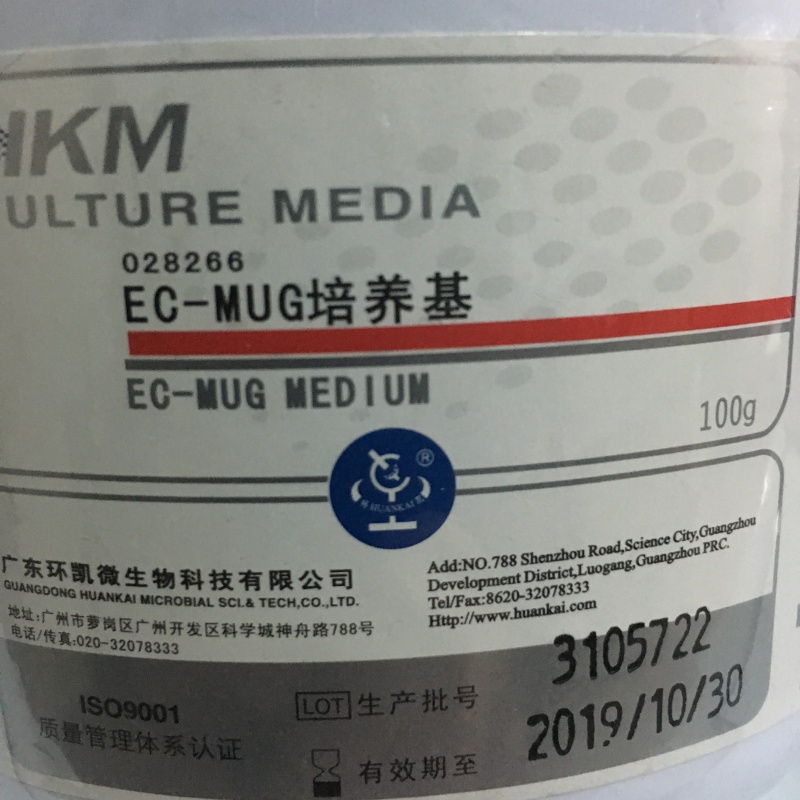 HKM
CULTURE MEDIA
028266
EC-MUG培养基
EC-MUG MEDIUM
100g
®
HUANKAI
广东环凯微生物科技有限公司
GUANGDONG HUANKAI MICROBIAL SCI.& TECH,CO.,LTD.
地址:广州市萝岗区广州开发区科学城神舟路788号
电话/传真:020-32078333
Add:NO.788 Shenzhou Road,Science City,Guangzhou
Development District,Luogang,Guangzhou PRC.
Tel/Fax:8620-32078333
Http://www.huankai.com
ISO9001
质量管理体系认证
LOT 生产批号 3105722
有效期至 2019/10/30